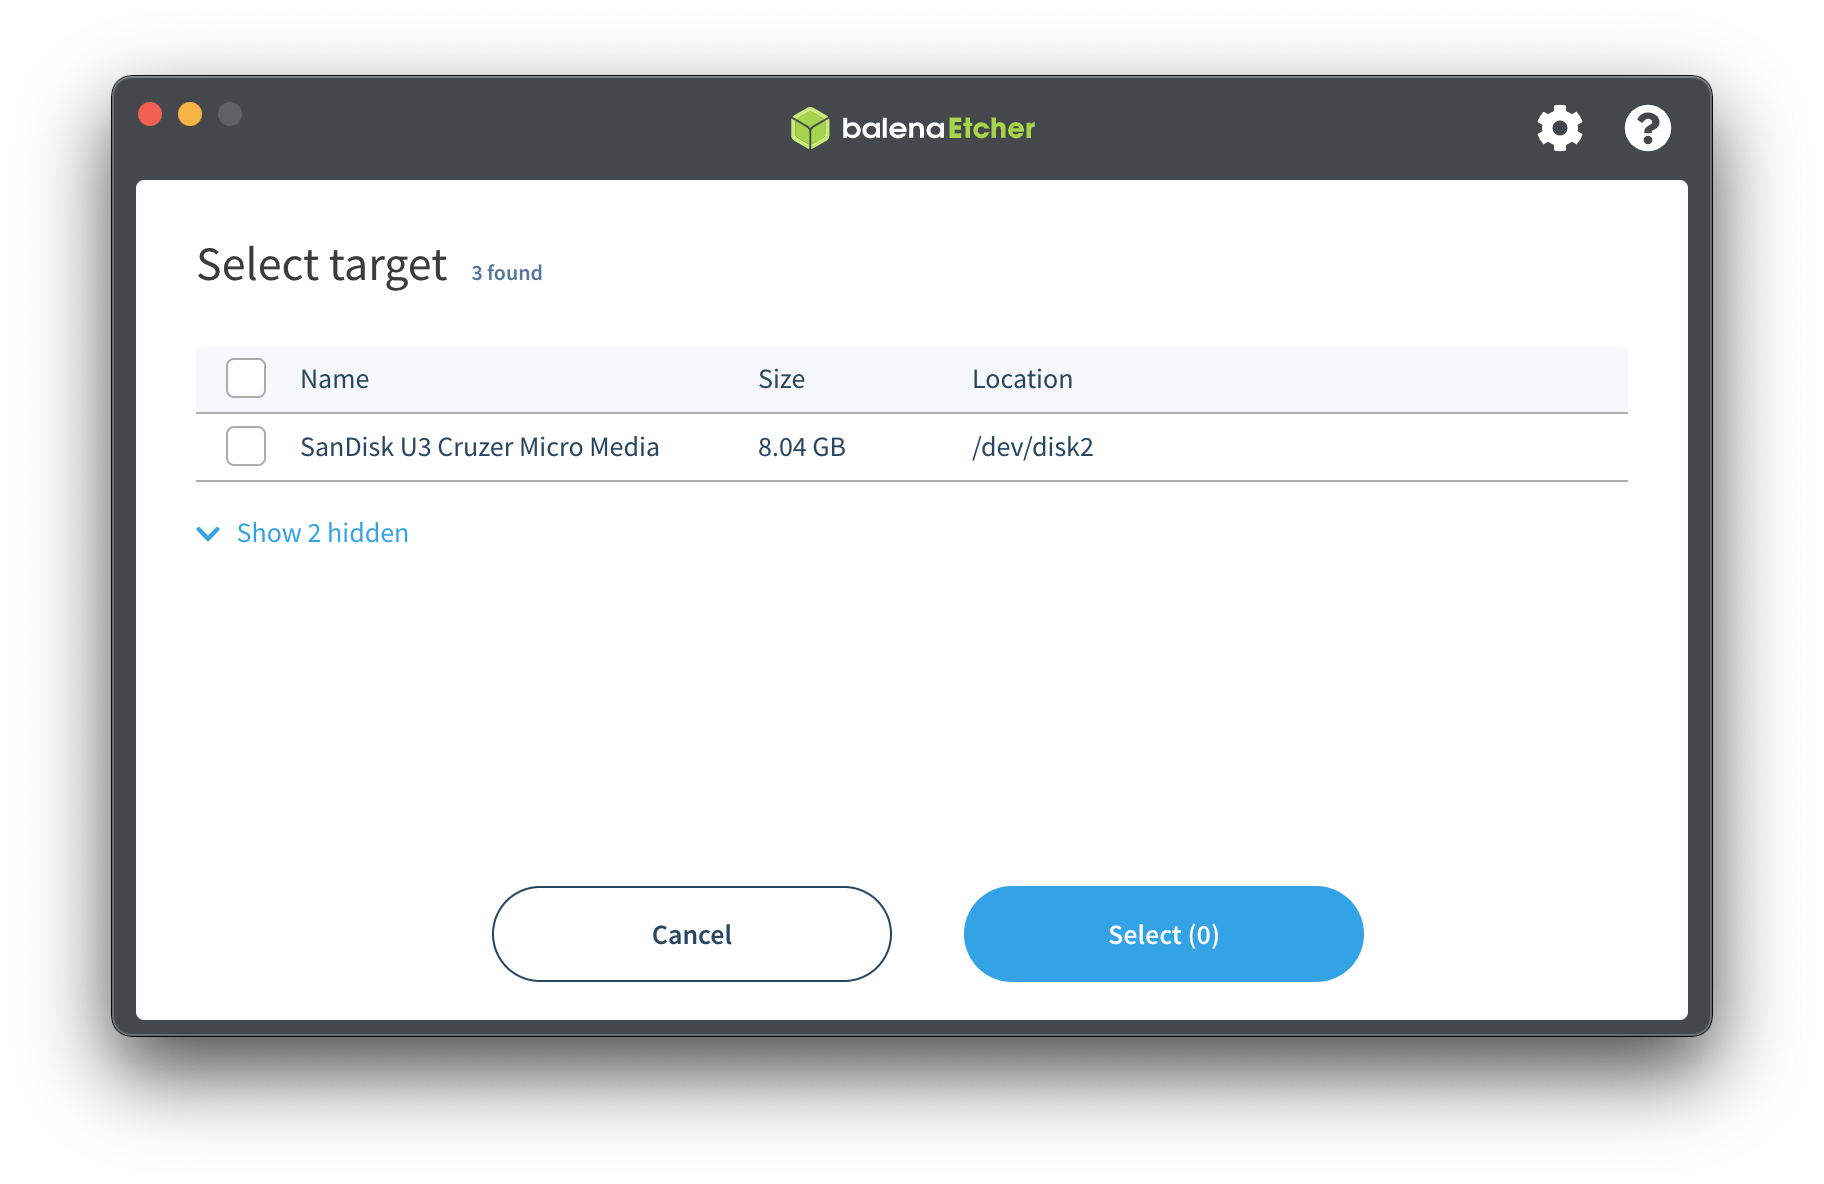 balenaEtcher
Select target 3 found
Name Size Location
SanDisk U3 Cruzer Micro Media 8.04 GB /dev/disk2
Show 2 hidden
Cancel Select (0)